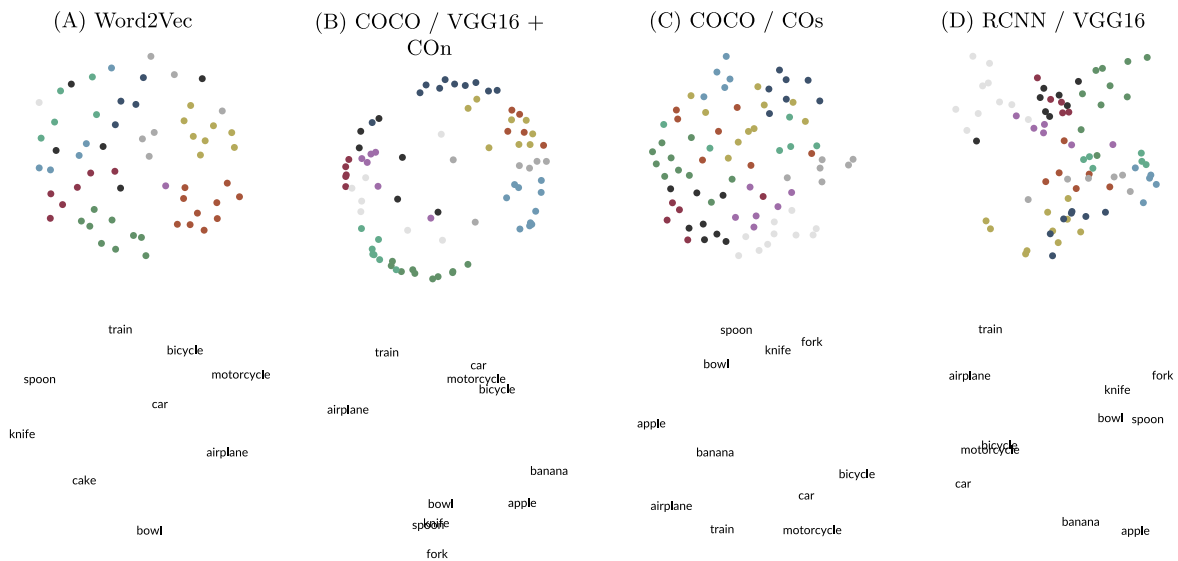 (A) Word2Vec
(B) COCO / VGG16 +
COn
(C) COCO / COs
(D) RCNN / VGG16
train
bicycle
spoon
motorcycle
car
knife
airplane
cake
bowl
train
car
motorcycle
bicycle
airplane
banana
bowl
apple
knife
spoon
fork
spoon
fork
knife
bowl
apple
banana
bicycle
car
airplane
train
motorcycle
train
airplane
fork
knife
bowl
spoon
bicycle
motorcycle
car
banana
apple